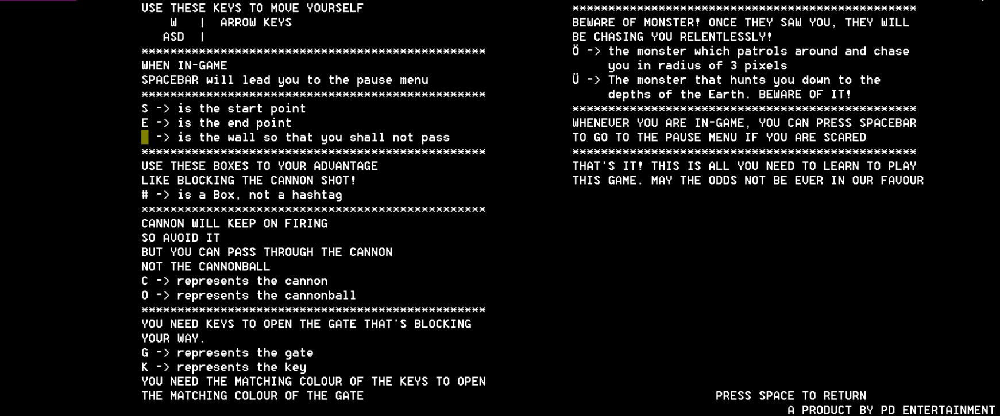 USE THESE KEYS TO MOVE YOURSELF
W | ARROW KEYS
ASD |
************************************************
WHEN IN-GAME
SPACEBAR will lead you to the pause menu
************************************************
S -> is the start point
E -> is the end point
-> is the wall so that you shall not pass
************************************************
USE THESE BOXES TO YOUR ADVANTAGE
LIKE BLOCKING THE CANNON SHOT!
# -> is a Box, not a hashtag
************************************************
CANNON WILL KEEP ON FIRING
SO AVOID IT
BUT YOU CAN PASS THROUGH THE CANNON
NOT THE CANNONBALL
C -> represents the cannon
O -> represents the cannonball
************************************************
YOU NEED KEYS TO OPEN THE GATE THAT'S BLOCKING
YOUR WAY.
G -> represents the gate
K -> represents the key
YOU NEED THE MATCHING COLOUR OF THE KEYS TO OPEN
THE MATCHING COLOUR OF THE GATE
************************************************
BEWARE OF MONSTER! ONCE THEY SAW YOU, THEY WILL
BE CHASING YOU RELENTLESSLY!
Ö -> the monster which patrols around and chase
you in radius of 3 pixels
Ü -> The monster that hunts you down to the
depths of the Earth. BEWARE OF IT!
************************************************
WHENEVER YOU ARE IN-GAME, YOU CAN PRESS SPACEBAR
TO GO TO THE PAUSE MENU IF YOU ARE SCARED
************************************************
THAT'S IT! THIS IS ALL YOU NEED TO LEARN TO PLAY
THIS GAME. MAY THE ODDS NOT BE EVER IN OUR FAVOUR
PRESS SPACE TO RETURN
A PRODUCT BY PD ENTERTAINMENT